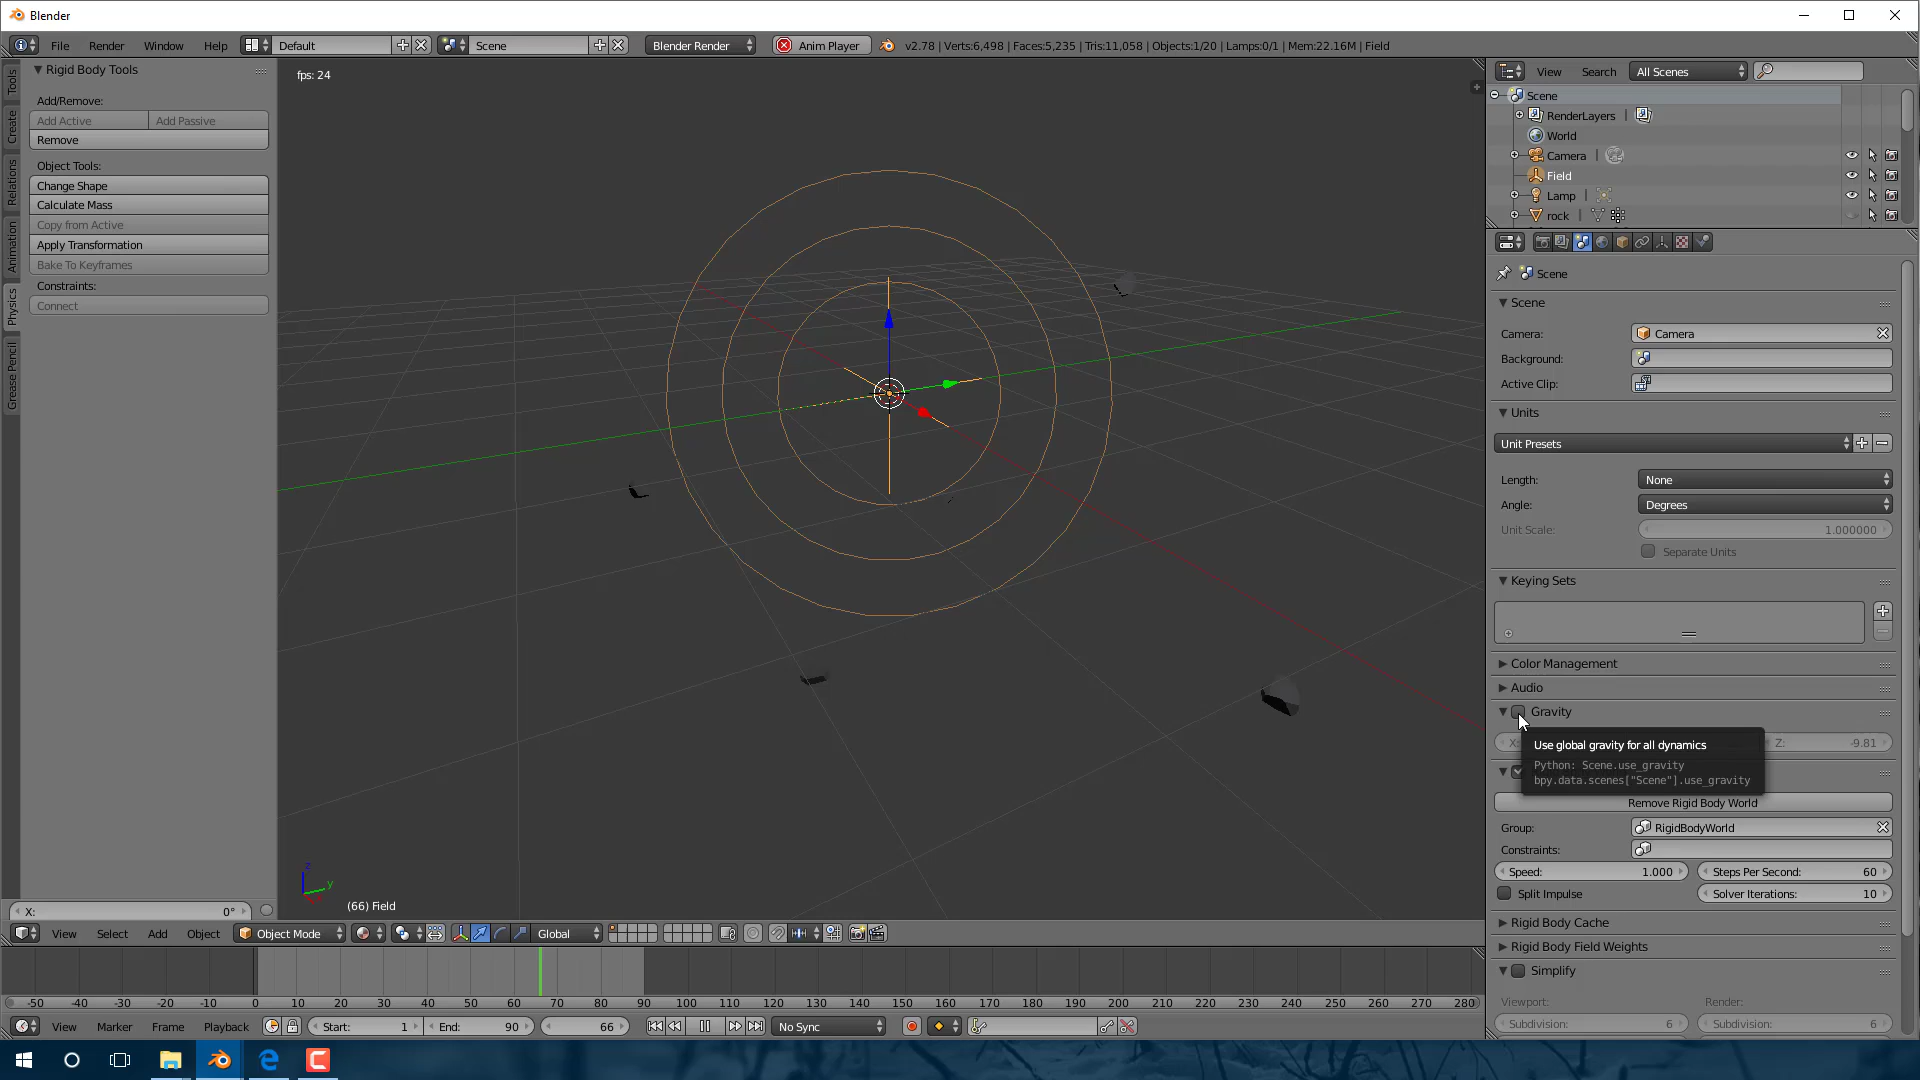 Blender
File Render Window Help Default Scene Blender Render Anim Player v2.78 | Verts:6,498 | Faces:5,235 | Tris:11,058 | Objects:1/20 | Lamps:0/1 | Mem:22.16M | Field
Rigid Body Tools
Add/Remove:
Add Active Add Passive
Remove
Object Tools:
Change Shape
Calculate Mass
Copy from Active
Apply Transformation
Bake To Keyframes
Constraints:
Connect
Tools
Create
Relations
Animation
Physics
Grease Pencil
X: 0°
fps: 24
z
y
(66) Field
View Search All Scenes
Scene
RenderLayers |
World
Camera |
Field
Lamp |
rock |
Scene
Scene
Camera: Camera
Background:
Active Clip:
Units
Unit Presets
Length: None
Angle: Degrees
Unit Scale: 1.000000
Separate Units
Keying Sets
Color Management
Audio
Gravity
X: Z: -9.81
Use global gravity for all dynamics
Python: Scene.use_gravity
bpy.data.scenes["Scene"].use_gravity
Remove Rigid Body World
Group: RigidBodyWorld
Constraints:
Speed: 1.000 Steps Per Second: 60
Split Impulse Solver Iterations: 10
Rigid Body Cache
Rigid Body Field Weights
Simplify
Viewport: Render:
Subdivision: 6 Subdivision: 6
View Select Add Object Object Mode Global
-50 -40 -30 -20 -10 0 10 20 30 40 50 60 70 80 90 100 110 120 130 140 150 160 170 180 190 200 210 220 230 240 250 260 270 280
View Marker Frame Playback Start: 1 End: 90 66 No Sync